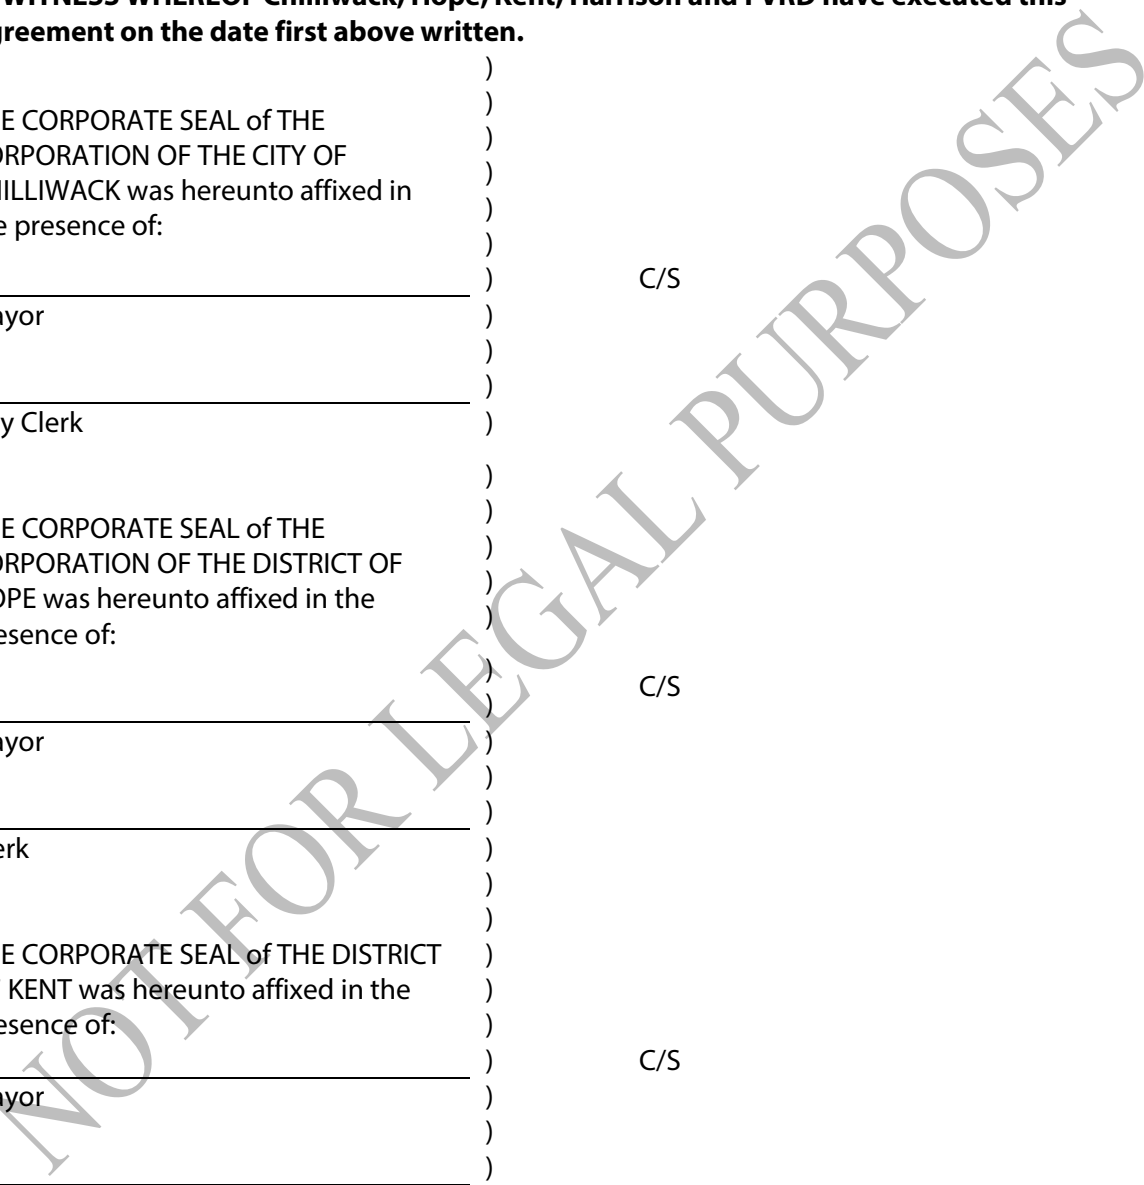 WITNESS WHEREOF Chilliwack, Hope, Kent, Harrison and FVRD have executed this
greement on the date first above written.
)
)
E CORPORATE SEAL of THE )
ORPORATION OF THE CITY OF )
ILLIWACK was hereunto affixed in )
e presence of: )
) C/S
ayor )
)
)
y Clerk )
)
)
E CORPORATE SEAL of THE )
ORPORATION OF THE DISTRICT OF )
OPE was hereunto affixed in the )
esence of:
)
) C/S
ayor )
)
)
erk )
)
)
E CORPORATE SEAL of THE DISTRICT )
KENT was hereunto affixed in the )
esence of: )
) C/S
ayor )
)
)
NOT FOR LEGAL PURPOSES